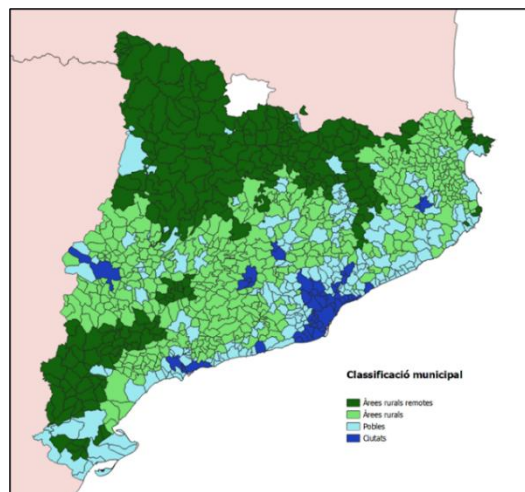 Classificació municipal
Àrees rurals remotes
Àrees rurals
Pobles
Ciutats